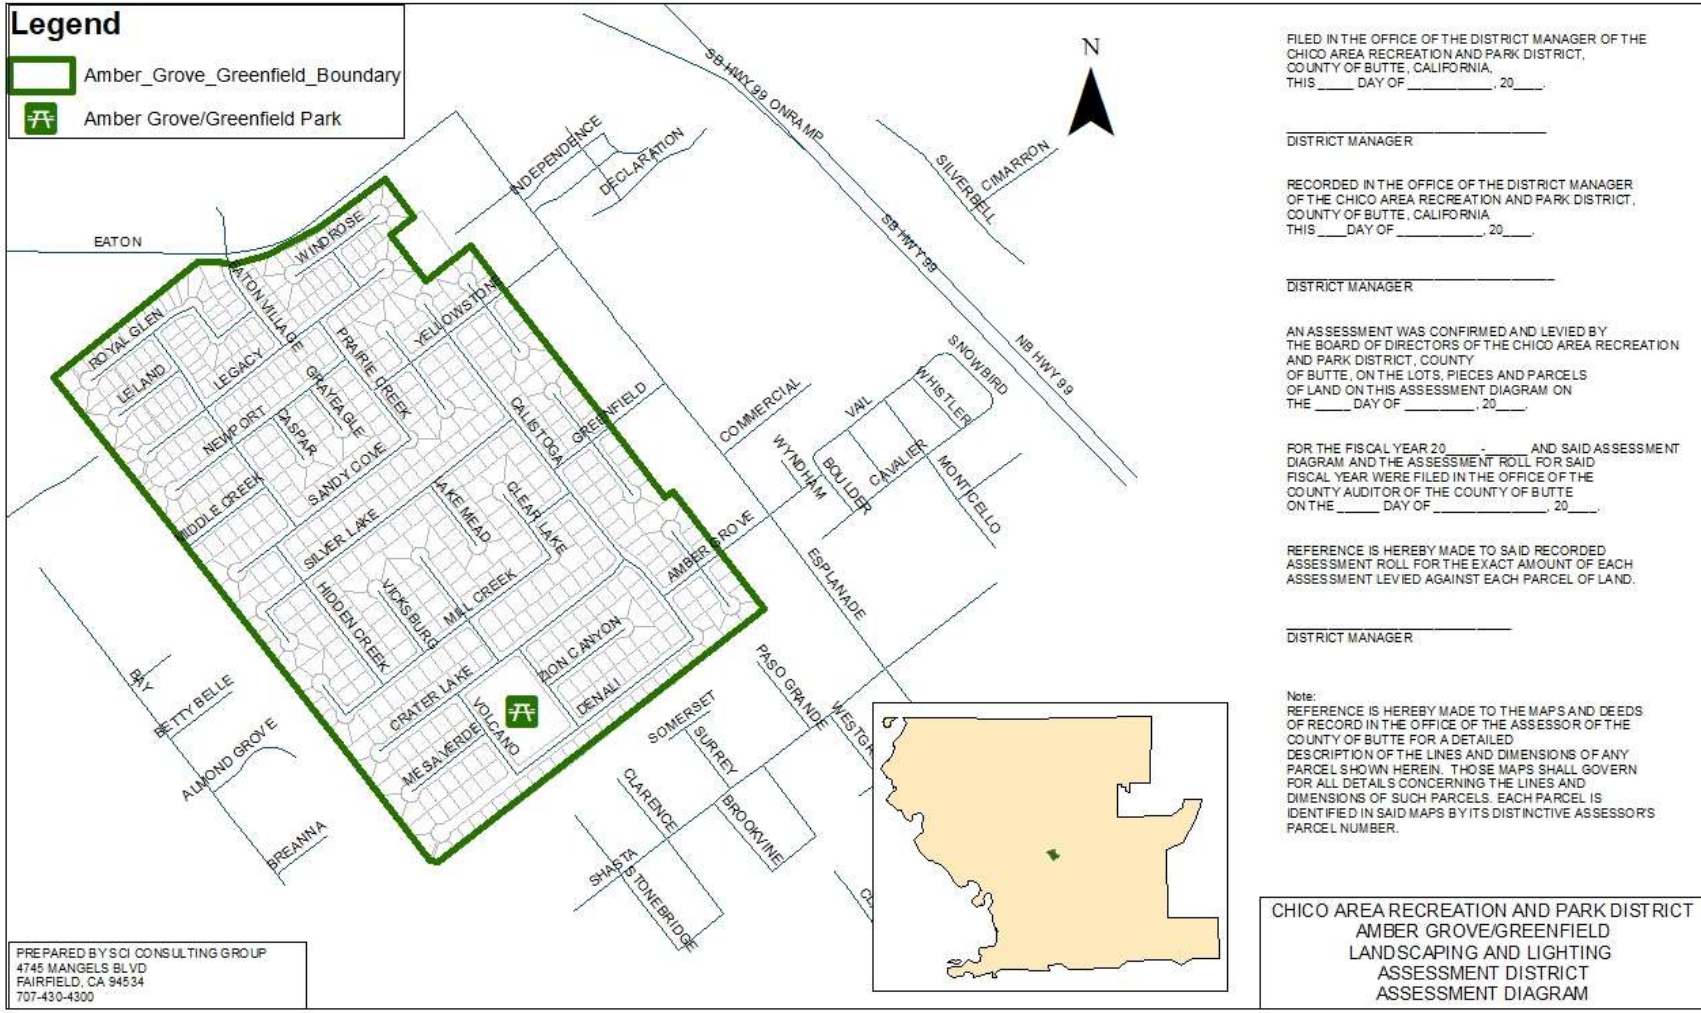 Legend
Amber_Grove_Greenfield_Boundary
Amber Grove/Greenfield Park
N
SB HWY 99 ONRAMP
INDEPENDENCE
DECLARATION
SILVERBELL
CIMARRON
SB HWY 99
NB HWY 99
EATON
WINDROSE
EATON VILLAGE
ROYAL GLEN
LELAND
LEGACY
PRAIRIE CREEK
YELLOWSTONE
GRAYEAGLE
NEWPORT
CASPAR
CALISTOGA
GREENFIELD
SANDY COVE
MIDDLE CREEK
SILVER LAKE
LAKE MEAD
CLEAR LAKE
COMMERCIAL
SNOWBIRD
WHISTLER
VAIL
WYNDHAM
BOULDER
CAVALIER
MONTICELLO
AMBER GROVE
ESPLANADE
HIDDEN CREEK
VICKSBURG
MILL CREEK
ZION CANYON
CRATER LAKE
DENALI
VOLCANO
MESA VERDE
BAY
BETTY BELLE
ALMOND GROVE
BREANNA
PASO GRANDE
WESTGR
SOMERSET
SURREY
CLARENCE
BROOKVINE
SHASTA
STONEBRIDGE
CL
FILED IN THE OFFICE OF THE DISTRICT MANAGER OF THE
CHICO AREA RECREATION AND PARK DISTRICT,
COUNTY OF BUTTE, CALIFORNIA,
THIS _____ DAY OF ____________, 20____.
DISTRICT MANAGER
RECORDED IN THE OFFICE OF THE DISTRICT MANAGER
OF THE CHICO AREA RECREATION AND PARK DISTRICT,
COUNTY OF BUTTE, CALIFORNIA
THIS ____DAY OF ____________, 20____.
DISTRICT MANAGER
AN ASSESSMENT WAS CONFIRMED AND LEVIED BY
THE BOARD OF DIRECTORS OF THE CHICO AREA RECREATION
AND PARK DISTRICT, COUNTY
OF BUTTE, ON THE LOTS, PIECES AND PARCELS
OF LAND ON THIS ASSESSMENT DIAGRAM ON
THE _____ DAY OF __________, 20____.
FOR THE FISCAL YEAR 20_____-______ AND SAID ASSESSMENT
DIAGRAM AND THE ASSESSMENT ROLL FOR SAID
FISCAL YEAR WERE FILED IN THE OFFICE OF THE
COUNTY AUDITOR OF THE COUNTY OF BUTTE
ON THE ______ DAY OF ________________, 20____.
REFERENCE IS HEREBY MADE TO SAID RECORDED
ASSESSMENT ROLL FOR THE EXACT AMOUNT OF EACH
ASSESSMENT LEVIED AGAINST EACH PARCEL OF LAND.
DISTRICT MANAGER
Note:
REFERENCE IS HEREBY MADE TO THE MAPS AND DEEDS
OF RECORD IN THE OFFICE OF THE ASSESSOR OF THE
COUNTY OF BUTTE FOR A DETAILED
DESCRIPTION OF THE LINES AND DIMENSIONS OF ANY
PARCEL SHOWN HEREIN. THOSE MAPS SHALL GOVERN
FOR ALL DETAILS CONCERNING THE LINES AND
DIMENSIONS OF SUCH PARCELS. EACH PARCEL IS
IDENTIFIED IN SAID MAPS BY ITS DISTINCTIVE ASSESSOR'S
PARCEL NUMBER.
PREPARED BY SCI CONSULTING GROUP
4745 MANGELS BLVD
FAIRFIELD, CA 94534
707-430-4300
CHICO AREA RECREATION AND PARK DISTRICT
AMBER GROVE/GREENFIELD
LANDSCAPING AND LIGHTING
ASSESSMENT DISTRICT
ASSESSMENT DIAGRAM